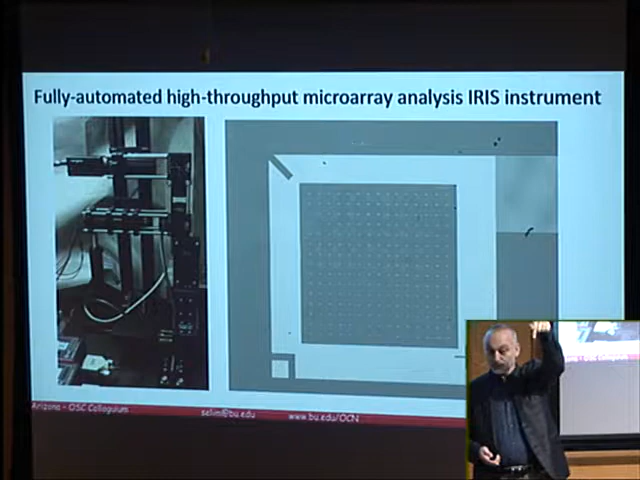 Fully-automated high-throughput microarray analysis IRIS instrument
Arizona - OSC Colloquium selim@bu.edu www.bu.edu/OCN